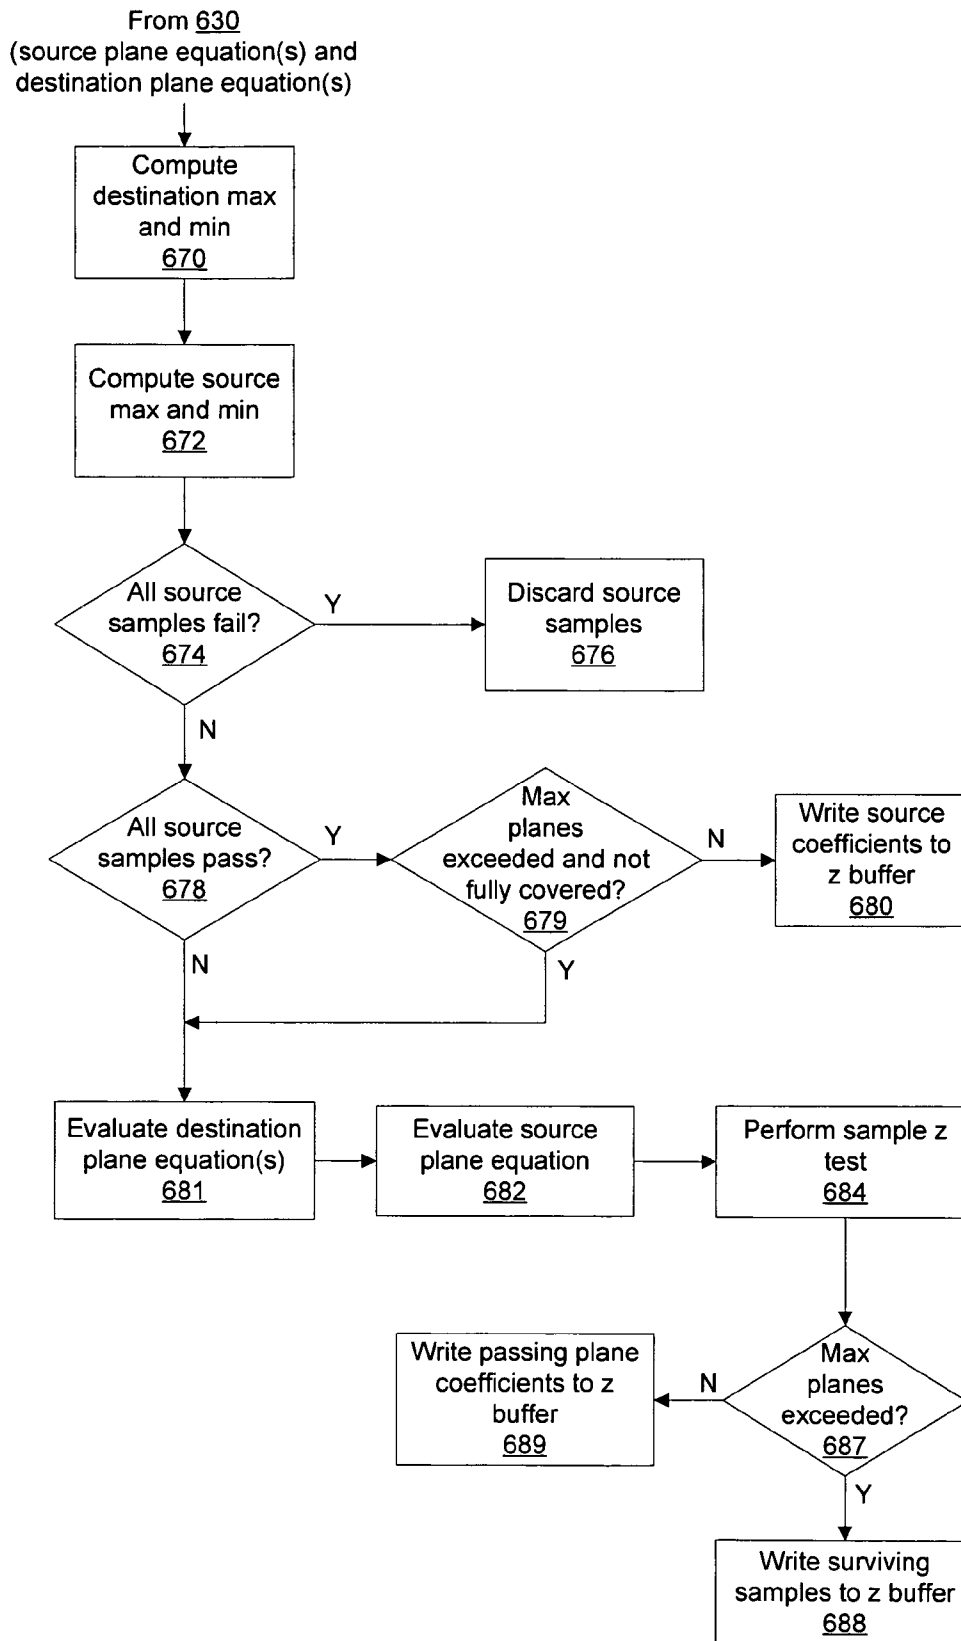 From 630
(source plane equation(s) and
destination plane equation(s)
Compute
destination max
and min
670
Compute source
max and min
672
All source
samples fail?
674
Y
Discard source
samples
676
N
All source
samples pass?
678
Y
Max
planes
exceeded and not
fully covered?
679
N
Write source
coefficients to
z buffer
680
N
Y
Evaluate destination
plane equation(s)
681
Evaluate source
plane equation
682
Perform sample z
test
684
Write passing plane
coefficients to z
buffer
689
N
Max
planes
exceeded?
687
Y
Write surviving
samples to z buffer
688